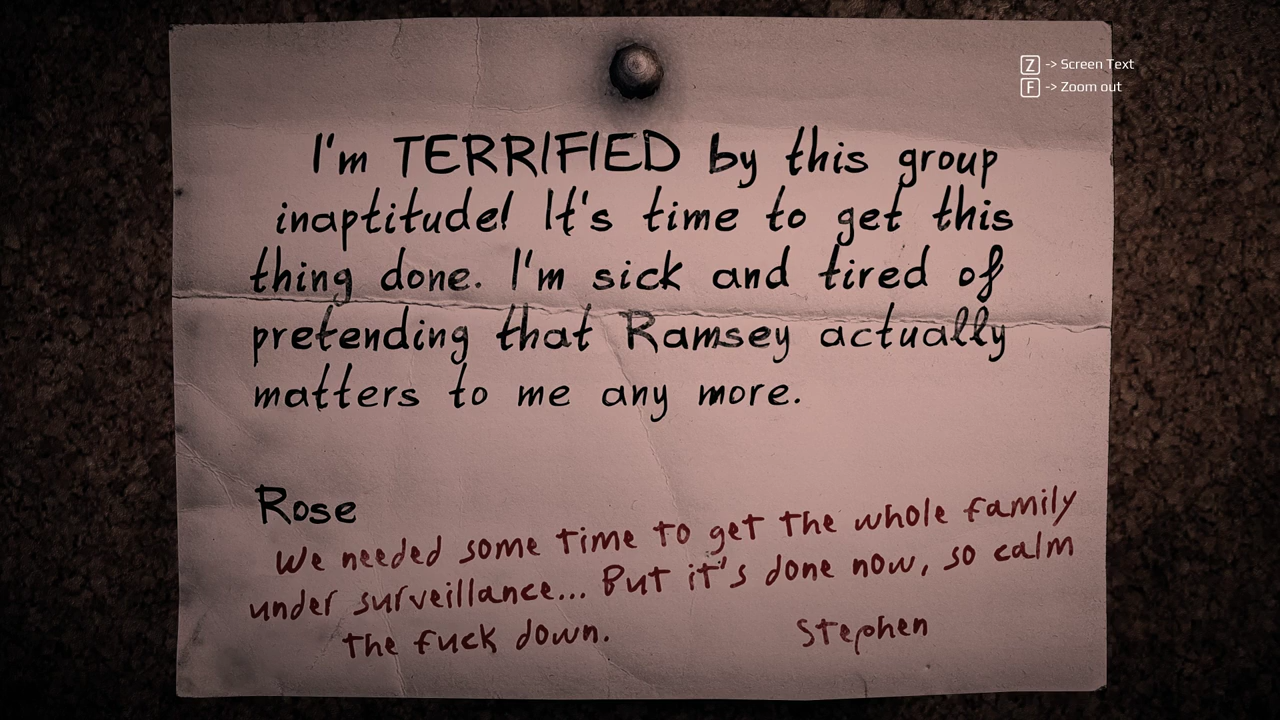 Z -> Screen Text
F -> Zoom out
I'm TERRIFIED by this group
inaptitude! It's time to get this
thing done. I'm sick and tired of
pretending that Ramsey actually
matters to me any more.
Rose
We needed some time to get the whole family
under surveillance... But it's done now, so calm
the fuck down.
Stephen